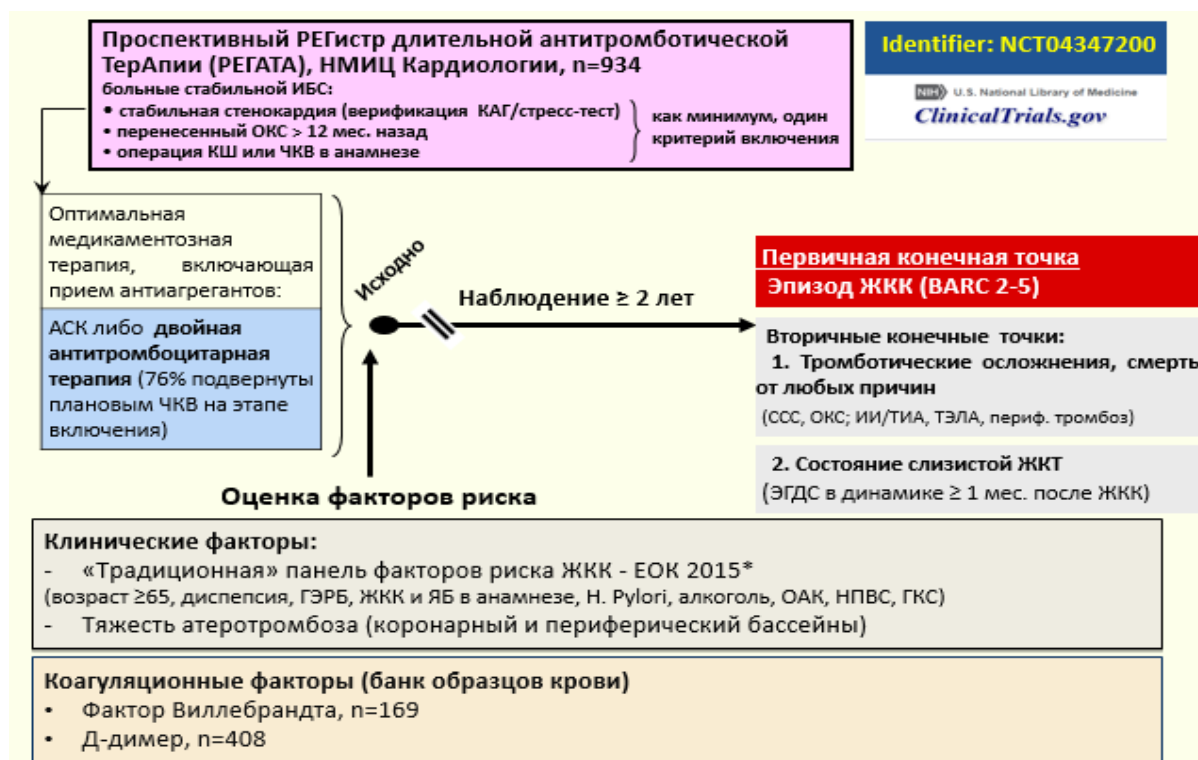 Проспективный РЕГистр длительной антитромботической
ТерАпии (РЕГАТА), НМИЦ Кардиологии, n=934
больные стабильной ИБС:
• стабильная стенокардия (верификация КАГ/стресс-тест)
• перенесенный ОКС > 12 мес. назад
• операция КШ или ЧКВ в анамнезе
как минимум, один
критерий включения
Identifier: NCT04347200
NIH U.S. National Library of Medicine
ClinicalTrials.gov
Оптимальная
медикаментозная
терапия, включающая
прием антиагрегантов:
АСК либо двойная
антитромбоцитарная
терапия (76% подвернуты
плановым ЧКВ на этапе
включения)
Исходно
Наблюдение ≥ 2 лет
Первичная конечная точка
Эпизод ЖКК (BARC 2-5)
Вторичные конечные точки:
1. Тромботические осложнения, смерть
от любых причин
(ССС, ОКС; ИИ/ТИА, ТЭЛА, периф. тромбоз)
2. Состояние слизистой ЖКТ
(ЭГДС в динамике ≥ 1 мес. после ЖКК)
Оценка факторов риска
Клинические факторы:
- «Традиционная» панель факторов риска ЖКК - ЕОК 2015*
(возраст ≥65, диспепсия, ГЭРБ, ЖКК и ЯБ в анамнезе, H. Pylori, алкоголь, ОАК, НПВС, ГКС)
- Тяжесть атеротромбоза (коронарный и периферический бассейны)
Коагуляционные факторы (банк образцов крови)
• Фактор Виллебрандта, n=169
• Д-димер, n=408